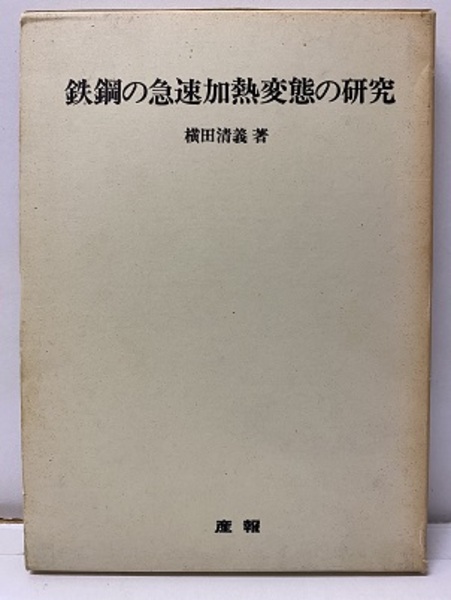 鉄鋼の急速加熱変態の研究
横田清義 著
産報